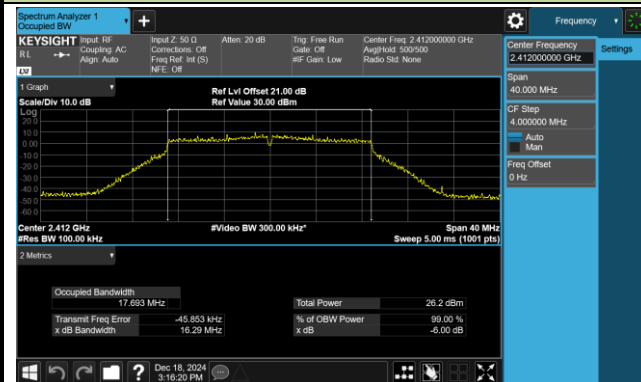 Spectrum Analyzer 1
Occupied BW
+
Frequency
KEYSIGHT
RL
LXI
Input: RF
Coupling: AC
Align: Auto
Input Z: 50 Ω
Corrections: Off
Freq Ref: Int (S)
NFE: Off
Atten: 20 dB
Trig: Free Run
Gate: Off
#IF Gain: Low
Center Freq: 2.412000000 GHz
Avg|Hold: 500/500
Radio Std: None
Center Frequency
2.412000000 GHz
Settings
Span
40.000 MHz
CF Step
4.000000 MHz
Auto
Man
Freq Offset
0 Hz
1 Graph
Scale/Div 10.0 dB
Ref Lvl Offset 21.00 dB
Ref Value 30.00 dBm
Log
20.0
10.0
0.00
-10.0
-20.0
-30.0
-40.0
-50.0
-60.0
Center 2.412 GHz
#Video BW 300.00 kHz*
Span 40 MHz
#Res BW 100.00 kHz
Sweep 5.00 ms (1001 pts)
2 Metrics
Occupied Bandwidth
17.693 MHz
Total Power 26.2 dBm
Transmit Freq Error -45.853 kHz
% of OBW Power 99.00 %
x dB Bandwidth 16.29 MHz
x dB -6.00 dB
?
Dec 18, 2024
3:16:20 PM